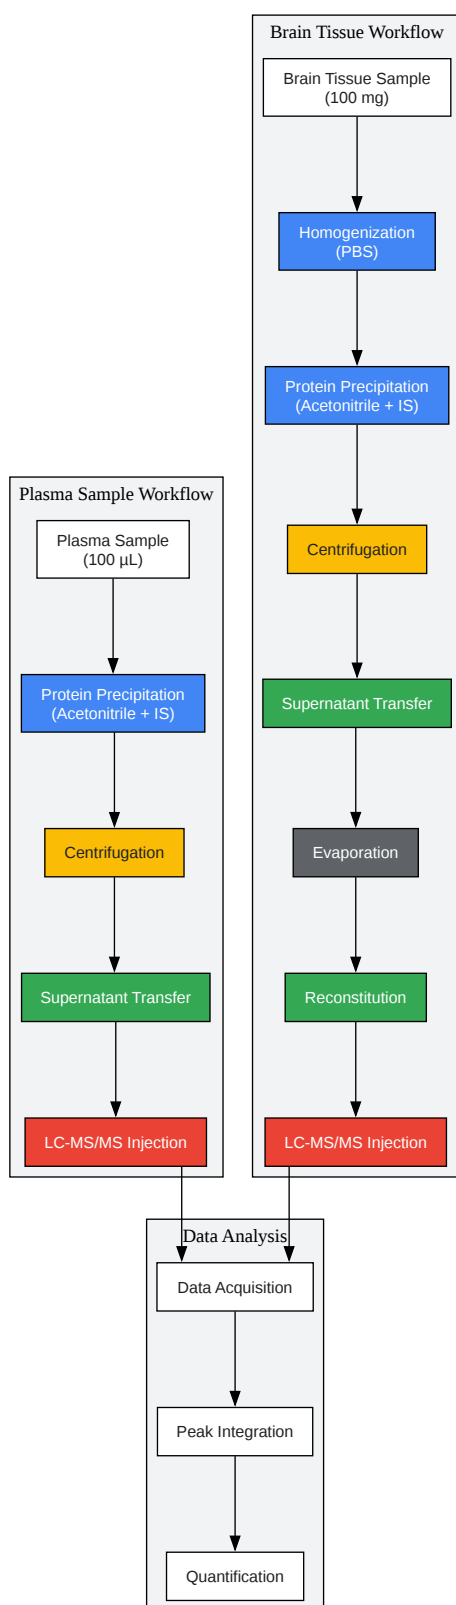 Brain Tissue Workflow
Brain Tissue Sample
(100 mg)
Homogenization
(PBS)
Protein Precipitation
(Acetonitrile + IS)
Centrifugation
Supernatant Transfer
Evaporation
Reconstitution
LC-MS/MS Injection
Plasma Sample Workflow
Plasma Sample
(100 µL)
Protein Precipitation
(Acetonitrile + IS)
Centrifugation
Supernatant Transfer
LC-MS/MS Injection
Data Analysis
Data Acquisition
Peak Integration
Quantification